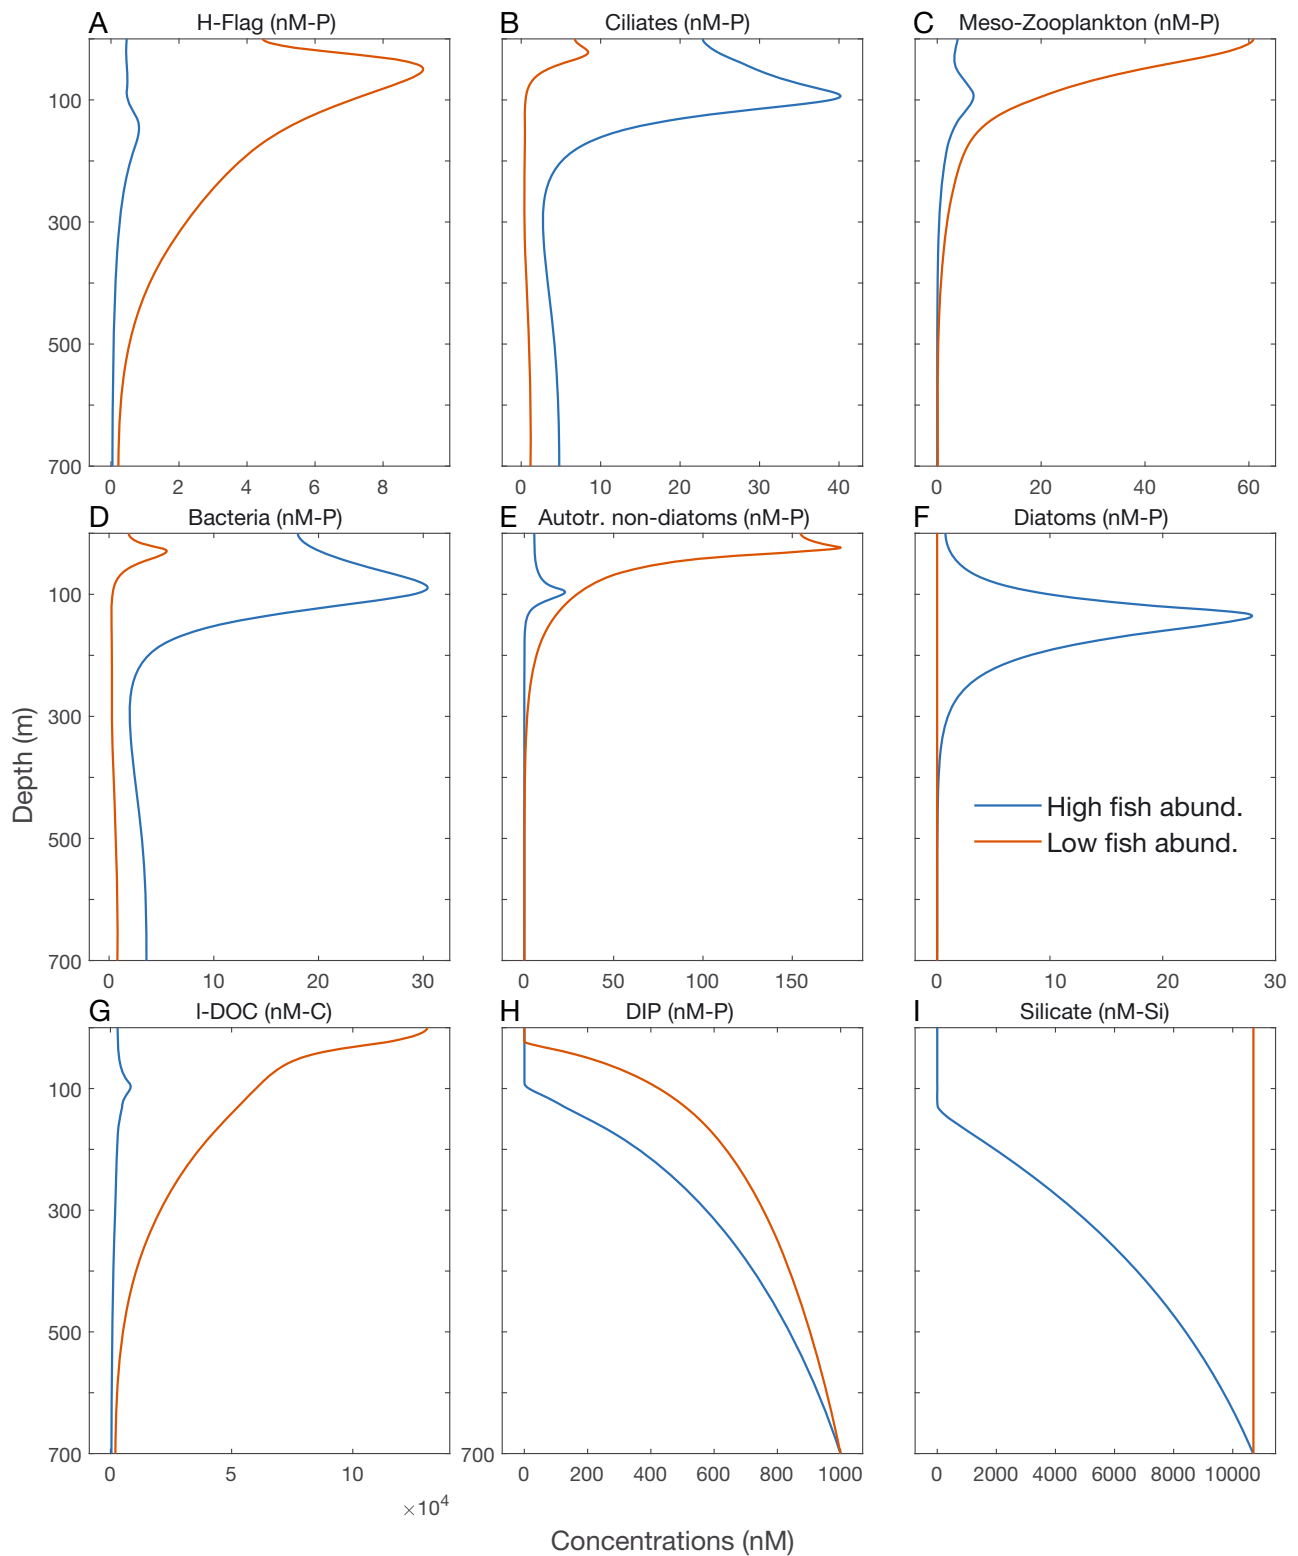 A H-Flag (nM-P) B Ciliates (nM-P) C Meso-Zooplankton (nM-P)
100
300
500
700
0 2 4 6 8 0 10 20 30 40 0 20 40 60
D Bacteria (nM-P) E Autotr. non-diatoms (nM-P) F Diatoms (nM-P)
100
300
Depth (m)
High fish abund.
500
Low fish abund.
700
0 10 20 30 0 50 100 150 0 10 20 30
G l-DOC (nM-C) H DIP (nM-P) I Silicate (nM-Si)
100
300
500
700 700
0 5 10 0 200 400 600 800 1000 0 2000 4000 6000 8000 10000
×10⁴
Concentrations (nM)